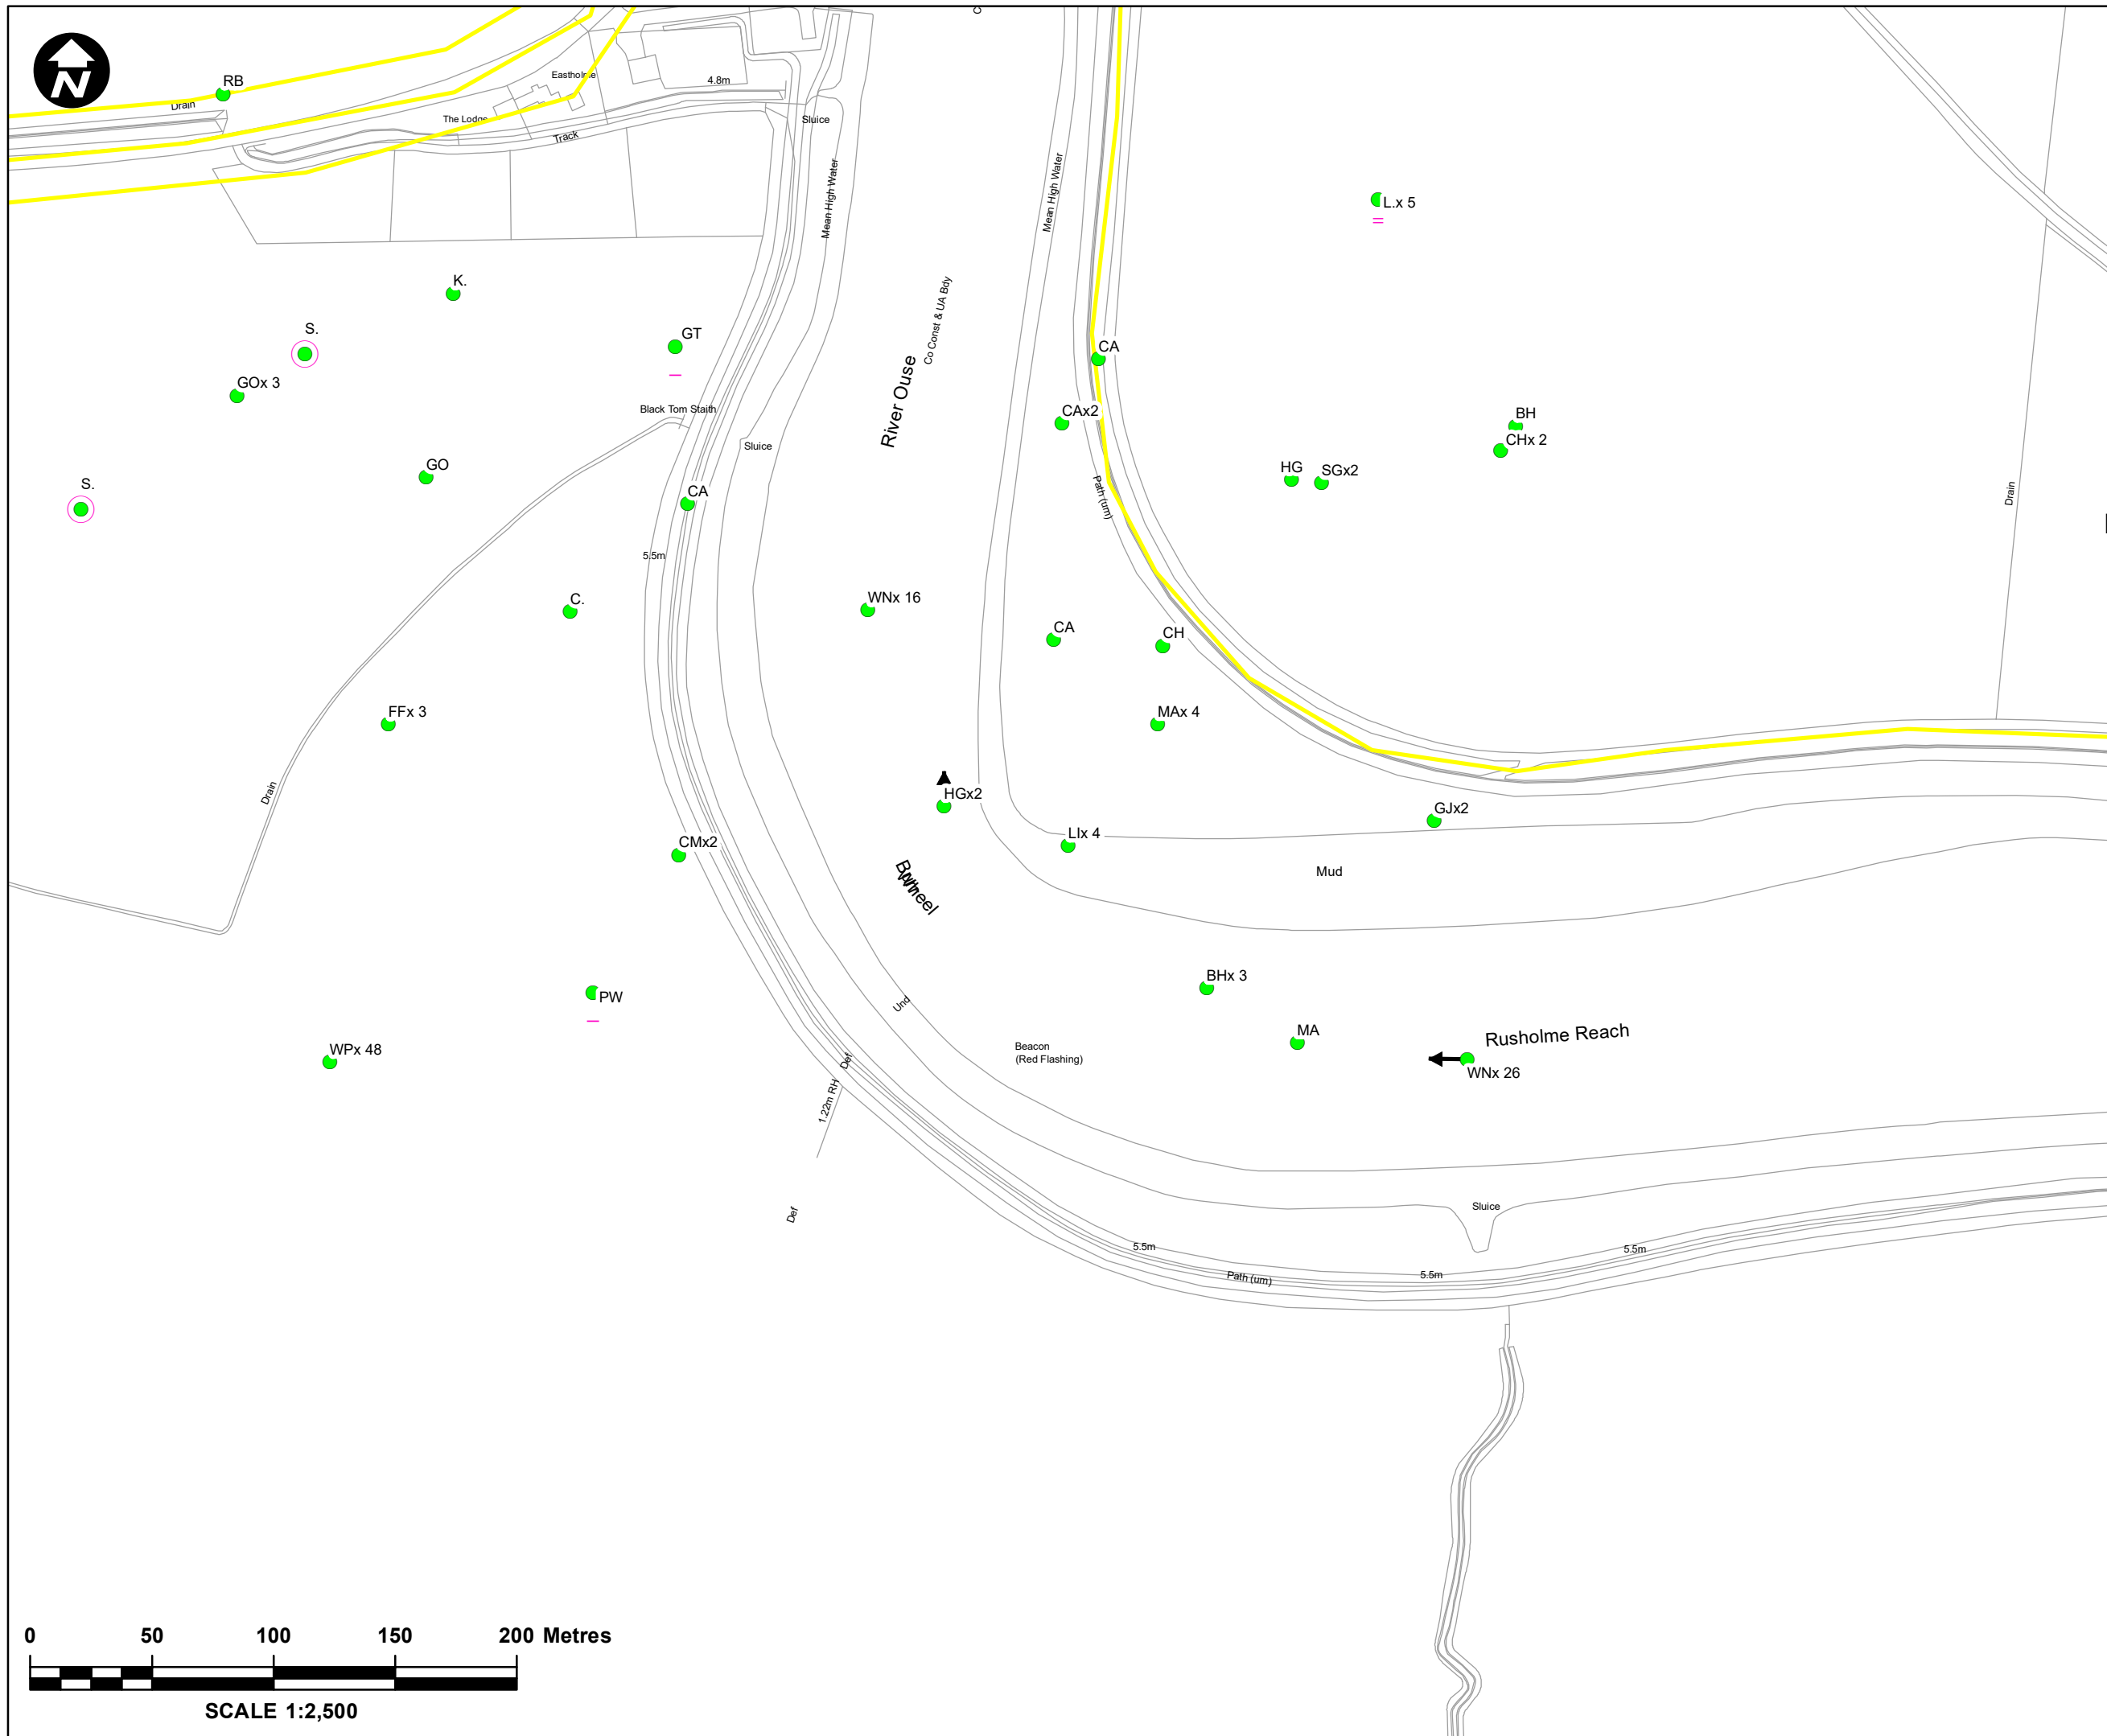 N
RB
Drain
Eastholme
4.8m
The Lodge
Track
Sluice
Mean High Water
Mean High Water
L.x 5
K.
S.
GT
GOx 3
Co Const & UA Bdy
River Ouse
CA
Black Tom Staith
CAx2
BH
CHx 2
Sluice
GO
HG
SGx2
S.
CA
Path (um)
Drain
5.5m
C.
WNx 16
CA
CH
FFx 3
MAx 4
Drain
HGx2
GJx2
CMx2
LIx 4
Both
Wheel
Mud
BHx 3
PW
Und
MA
Rusholme Reach
Beacon
(Red Flashing)
WPx 48
Def
WNx 26
1.22m RH
Def
Sluice
5.5m
5.5m
5.5m
Path (um)
0 50 100 150 200 Metres
SCALE 1:2,500